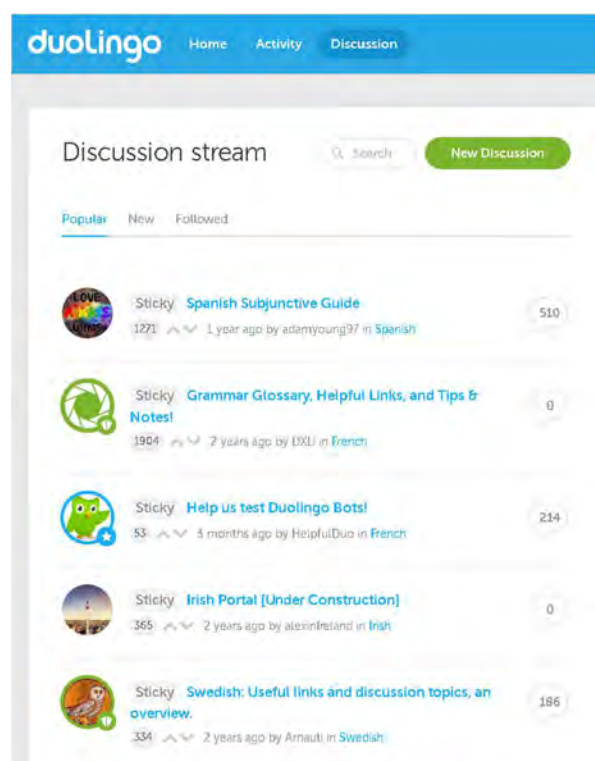 duolingo Home Activity Discussion
Discussion stream Search New Discussion
Popular New Followed
LOVE
Sticky Spanish Subjunctive Guide
510
1271 1 year ago by adamyoung97 in Spanish
Sticky Grammar Glossary, Helpful Links, and Tips &
Notes!
0
1904 2 years ago by in French
Sticky Help us test Duolingo Bots!
214
53 3 months ago by HelpfulDuo in French
Sticky Irish Portal [Under Construction]
0
365 2 years ago by alexinIreland in Irish
Sticky Swedish: Useful links and discussion topics, an
overview.
186
334 2 years ago by Arnauti in Swedish